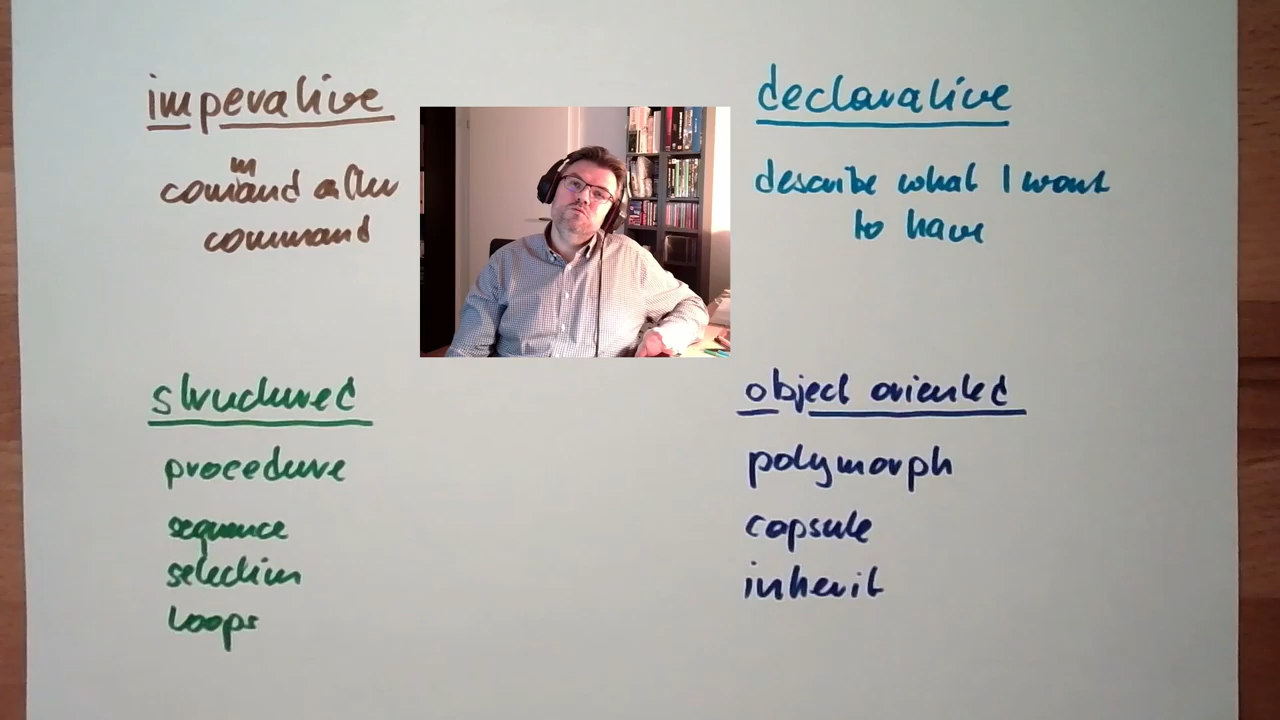 imperative
comand after
m
command
declarative
describe what I want
to have
structured
procedure
sequence
selection
loops
object oriented
polymorph
capsule
inherit